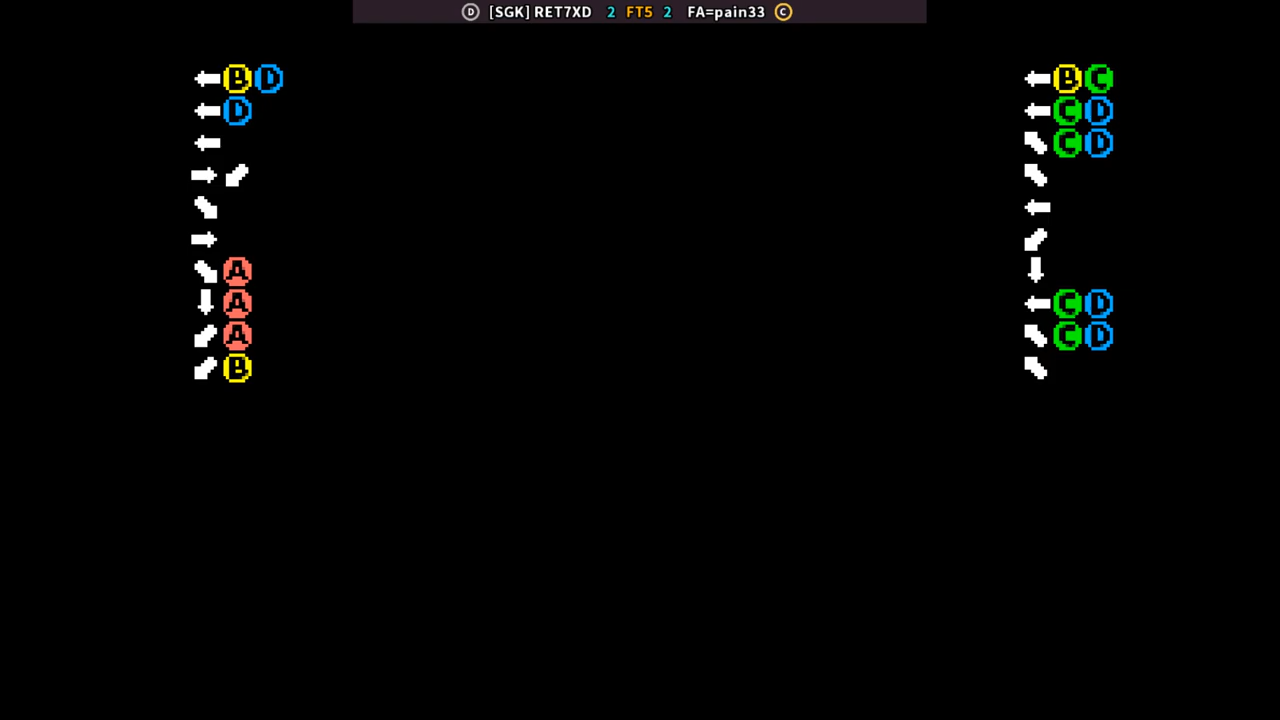 D [SGK] RET7XD 2 FT5 2 FA=pain33 C
B D
D
A
A
A
B
B C
C D
C D
C D
C D